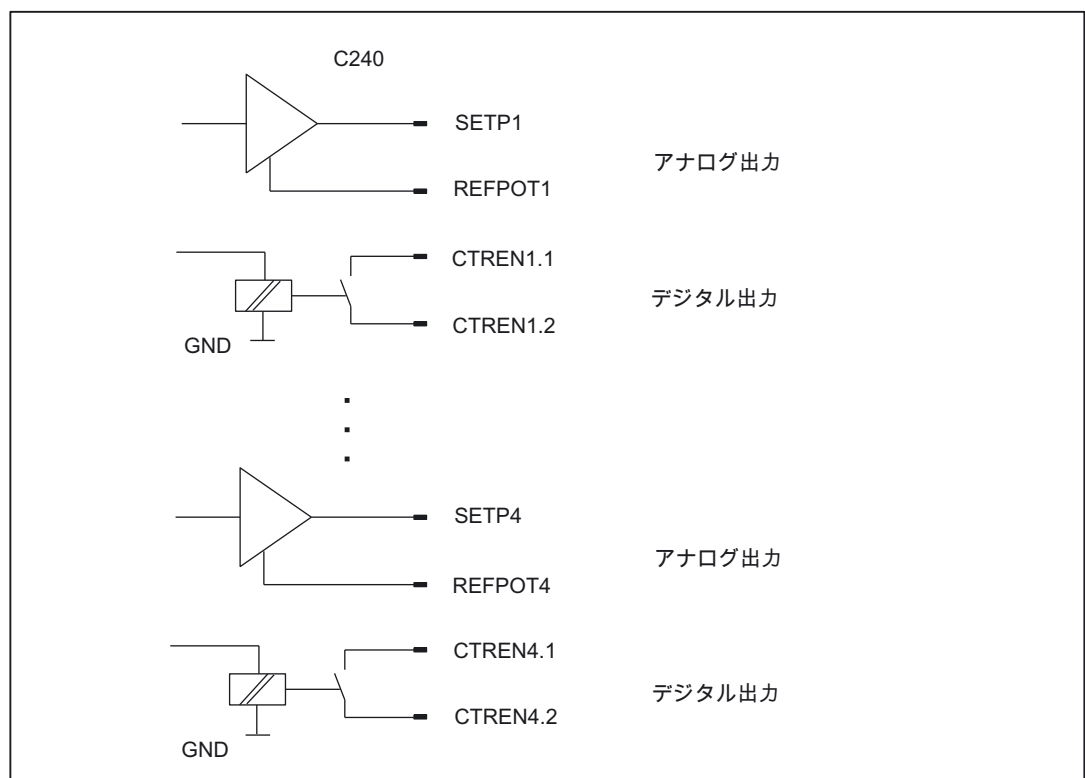 C240
SETP1
アナログ出力
REFPOT1
CTREN1.1
デジタル出力
CTREN1.2
GND
SETP4
アナログ出力
REFPOT4
CTREN4.1
デジタル出力
CTREN4.2
GND